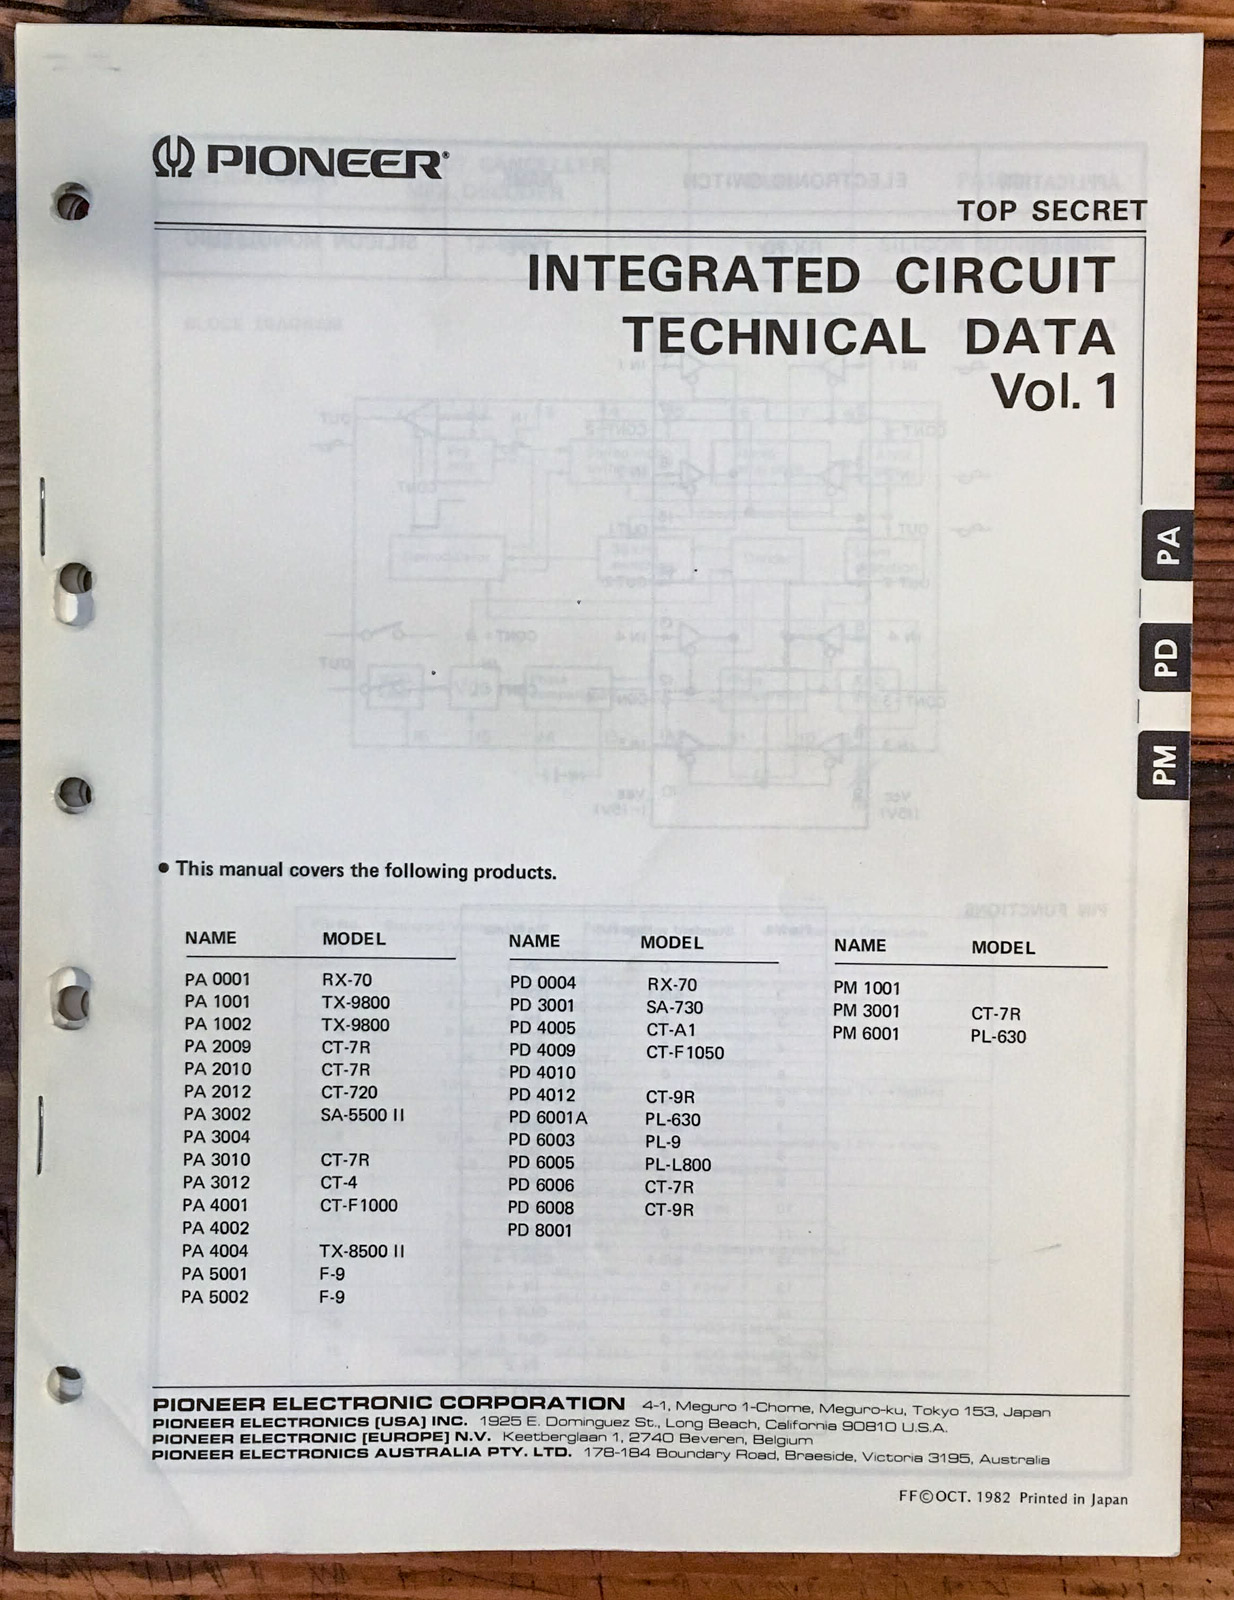 PIONEER®
TOP SECRET
INTEGRATED CIRCUIT
TECHNICAL DATA
Vol. 1
PA
PD
PM
● This manual covers the following products.
NAME MODEL
PA 0001 RX-70
PA 1001 TX-9800
PA 1002 TX-9800
PA 2009 CT-7R
PA 2010 CT-7R
PA 2012 CT-720
PA 3002 SA-5500 II
PA 3004
PA 3010 CT-7R
PA 3012 CT-4
PA 4001 CT-F1000
PA 4002
PA 4004 TX-8500 II
PA 5001 F-9
PA 5002 F-9
NAME MODEL
PD 0004 RX-70
PD 3001 SA-730
PD 4005 CT-A1
PD 4009 CT-F1050
PD 4010
PD 4012 CT-9R
PD 6001A PL-630
PD 6003 PL-9
PD 6005 PL-L800
PD 6006 CT-7R
PD 6008 CT-9R
PD 8001
NAME MODEL
PM 1001
PM 3001 CT-7R
PM 6001 PL-630
PIONEER ELECTRONIC CORPORATION 4-1, Meguro 1-Chome, Meguro-ku, Tokyo 153, Japan
PIONEER ELECTRONICS [USA] INC. 1925 E. Dominguez St., Long Beach, California 90810 U.S.A.
PIONEER ELECTRONIC [EUROPE] N.V. Keetberglaan 1, 2740 Beveren, Belgium
PIONEER ELECTRONICS AUSTRALIA PTY. LTD. 178-184 Boundary Road, Braeside, Victoria 3195, Australia
FF©OCT. 1982 Printed in Japan